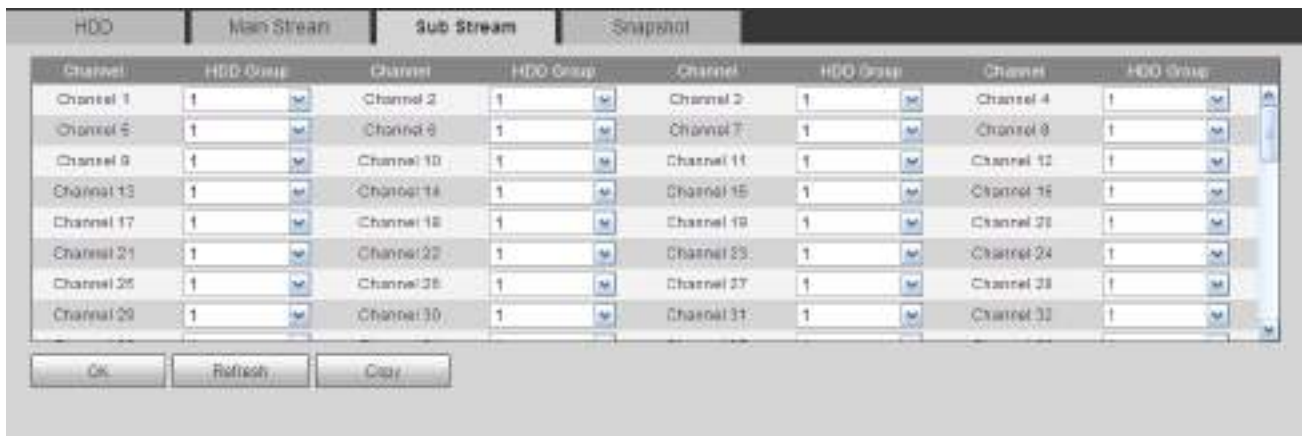 HDD Main Stream Sub Stream Snapshot
Channel HDD Group Channel HDD Group Channel HDD Group Channel HDD Group
Channel 1 1 Channel 2 1 Channel 3 1 Channel 4 1
Channel 5 1 Channel 6 1 Channel 7 1 Channel 8 1
Channel 9 1 Channel 10 1 Channel 11 1 Channel 12 1
Channel 13 1 Channel 14 1 Channel 15 1 Channel 16 1
Channel 17 1 Channel 18 1 Channel 19 1 Channel 20 1
Channel 21 1 Channel 22 1 Channel 23 1 Channel 24 1
Channel 25 1 Channel 26 1 Channel 27 1 Channel 28 1
Channel 29 1 Channel 30 1 Channel 31 1 Channel 32 1
OK Refresh Copy